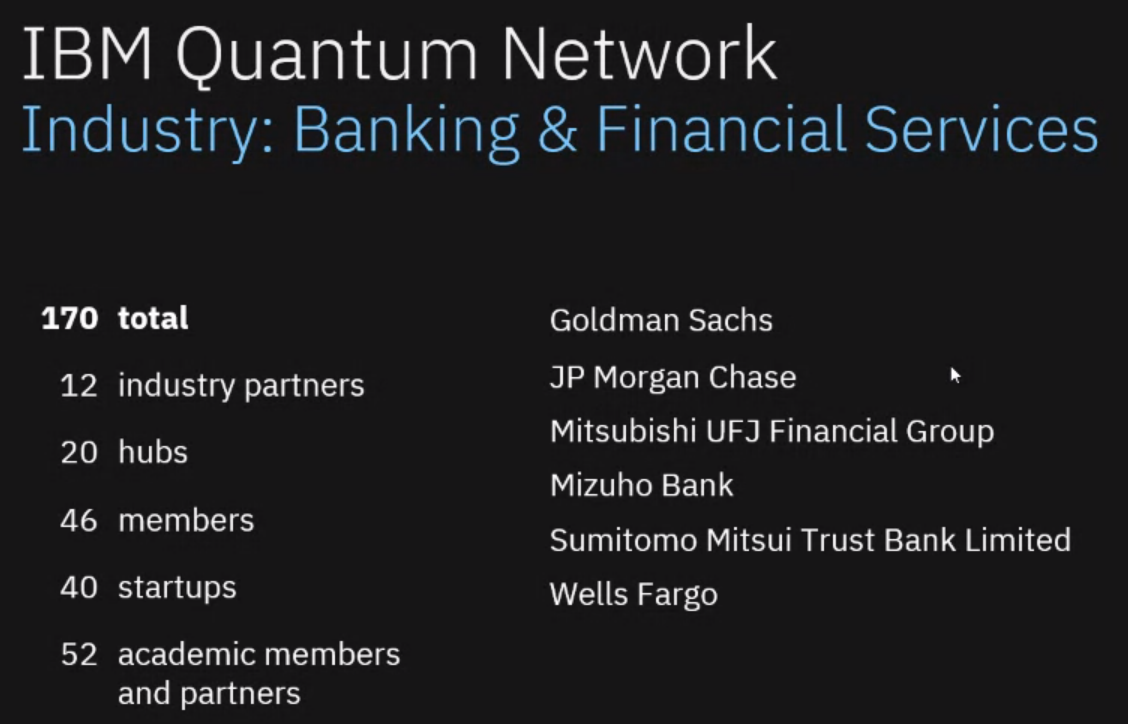 IBM Quantum Network
Industry: Banking & Financial Services
170 total
12 industry partners
20 hubs
46 members
40 startups
52 academic members
and partners
Goldman Sachs
JP Morgan Chase
Mitsubishi UFJ Financial Group
Mizuho Bank
Sumitomo Mitsui Trust Bank Limited
Wells Fargo